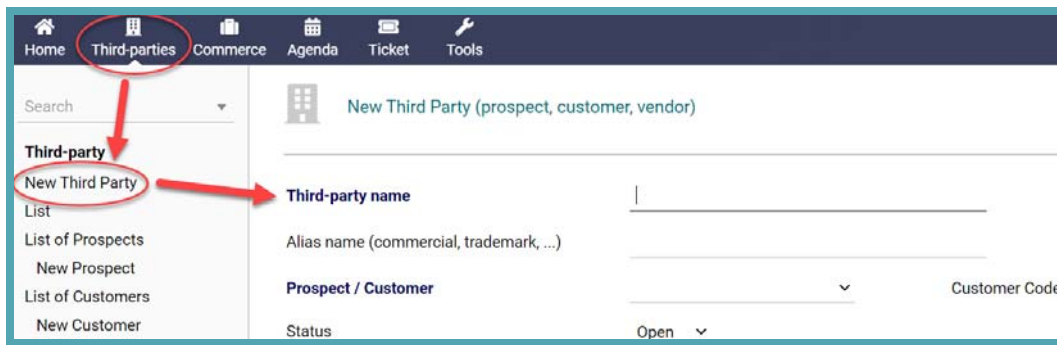 Home Third-parties Commerce Agenda Ticket Tools
Search
New Third Party (prospect, customer, vendor)
Third-party
New Third Party
List
List of Prospects
New Prospect
List of Customers
New Customer
Third-party name
Alias name (commercial, trademark, ...)
Prospect / Customer
Customer Code
Status
Open